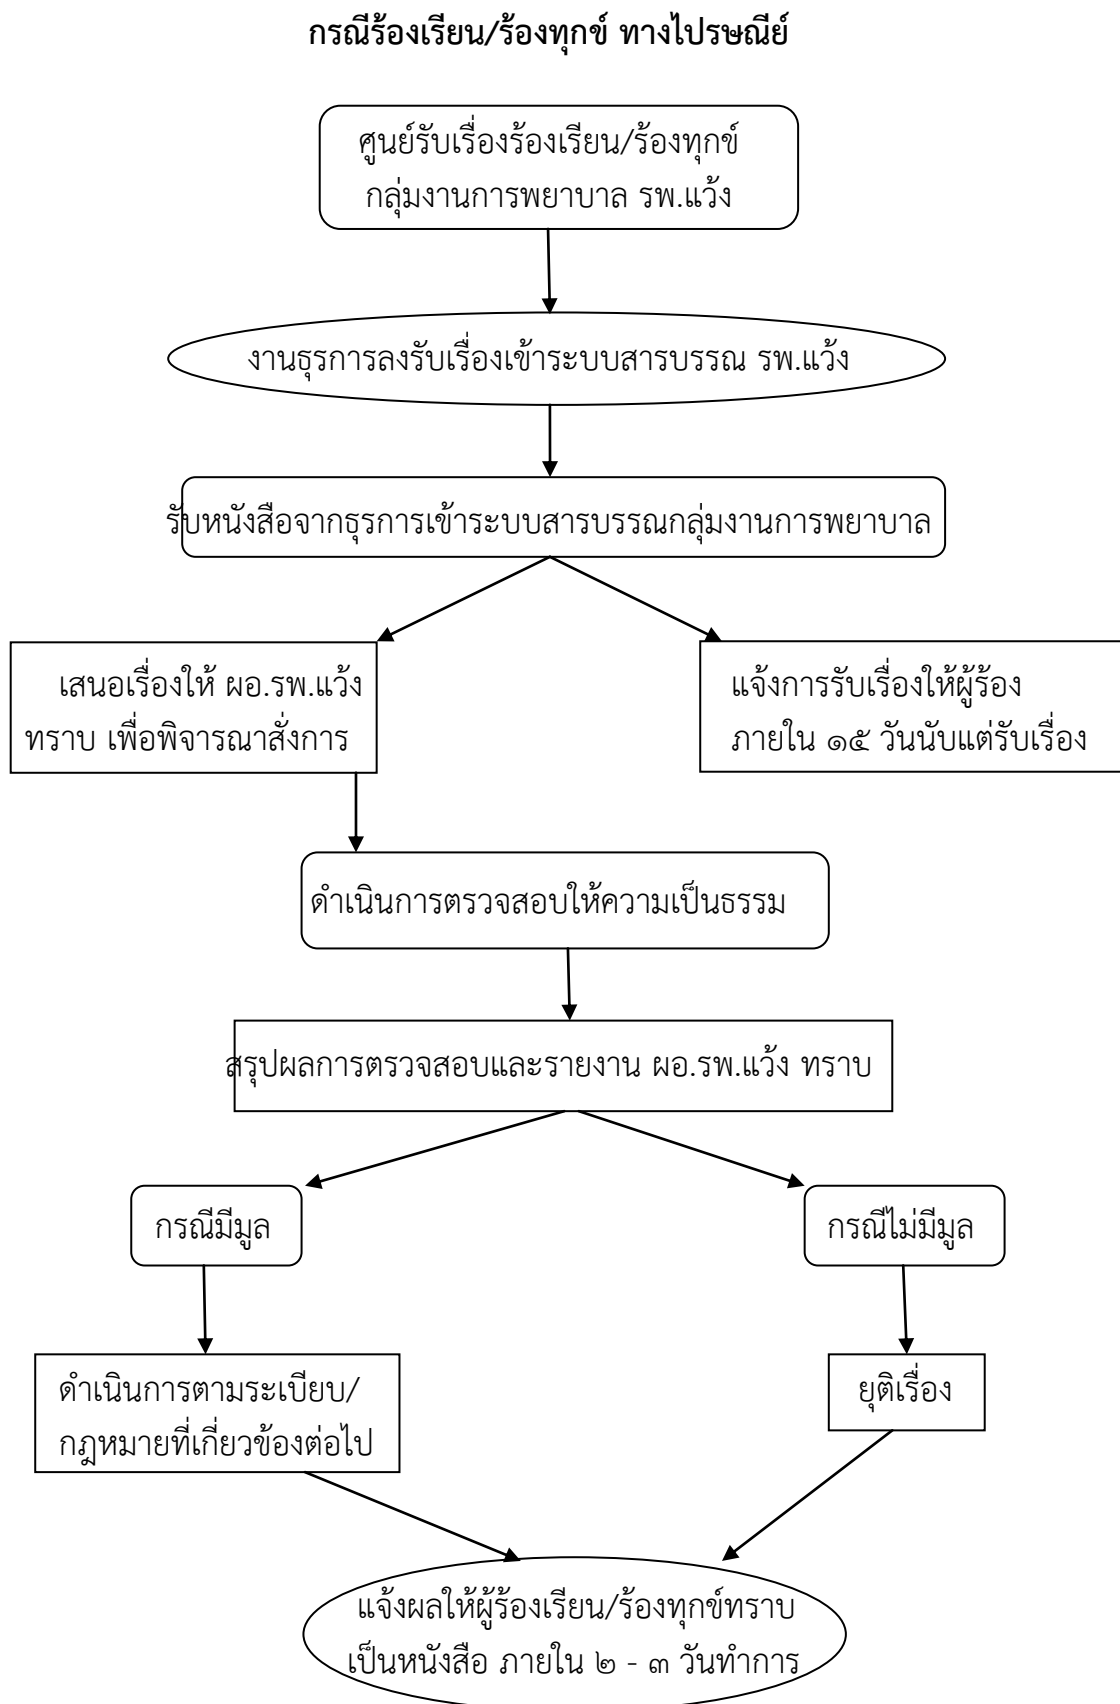 กรณีร้องเรียน/ร้องทุกข์ ทางไปรษณีย์
ศูนย์รับเรื่องร้องเรียน/ร้องทุกข์
กลุ่มงานการพยาบาล รพ.แว้ง
งานธุรการลงรับเรื่องเข้าระบบสารบรรณ รพ.แว้ง
รับหนังสือจากธุรการเข้าระบบสารบรรณกลุ่มงานการพยาบาล
เสนอเรื่องให้ ผอ.รพ.แว้ง
ทราบ เพื่อพิจารณาสั่งการ
แจ้งการรับเรื่องให้ผู้ร้อง
ภายใน ๑๕ วันนับแต่รับเรื่อง
ดำเนินการตรวจสอบให้ความเป็นธรรม
สรุปผลการตรวจสอบและรายงาน ผอ.รพ.แว้ง ทราบ
กรณีมีมูล
กรณีไม่มีมูล
ดำเนินการตามระเบียบ/
กฎหมายที่เกี่ยวข้องต่อไป
ยุติเรื่อง
แจ้งผลให้ผู้ร้องเรียน/ร้องทุกข์ทราบ
เป็นหนังสือ ภายใน ๒ - ๓ วันทำการ